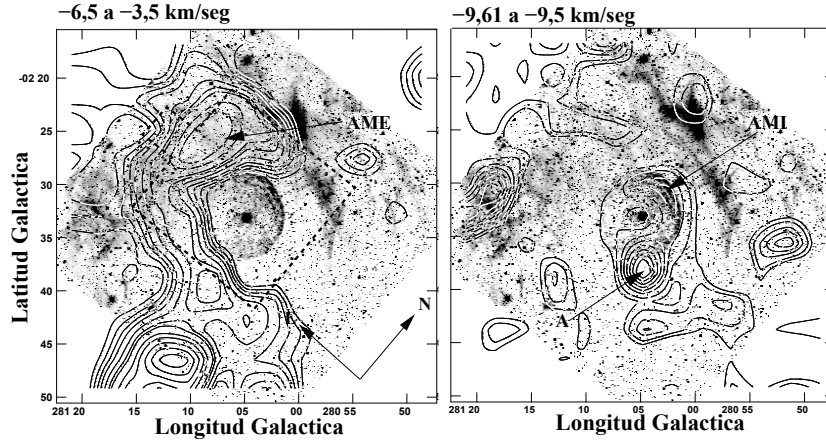 −6,5 a −3,5 km/seg
−9,61 a −9,5 km/seg
-02 20
25
30
35
40
45
50
Latitud Galactica
AME
E
N
281 20
15
10
05
00
280 55
50
Longitud Galactica
AMI
A
281 20
15
10
05
00
280 55
50
Longitud Galactica